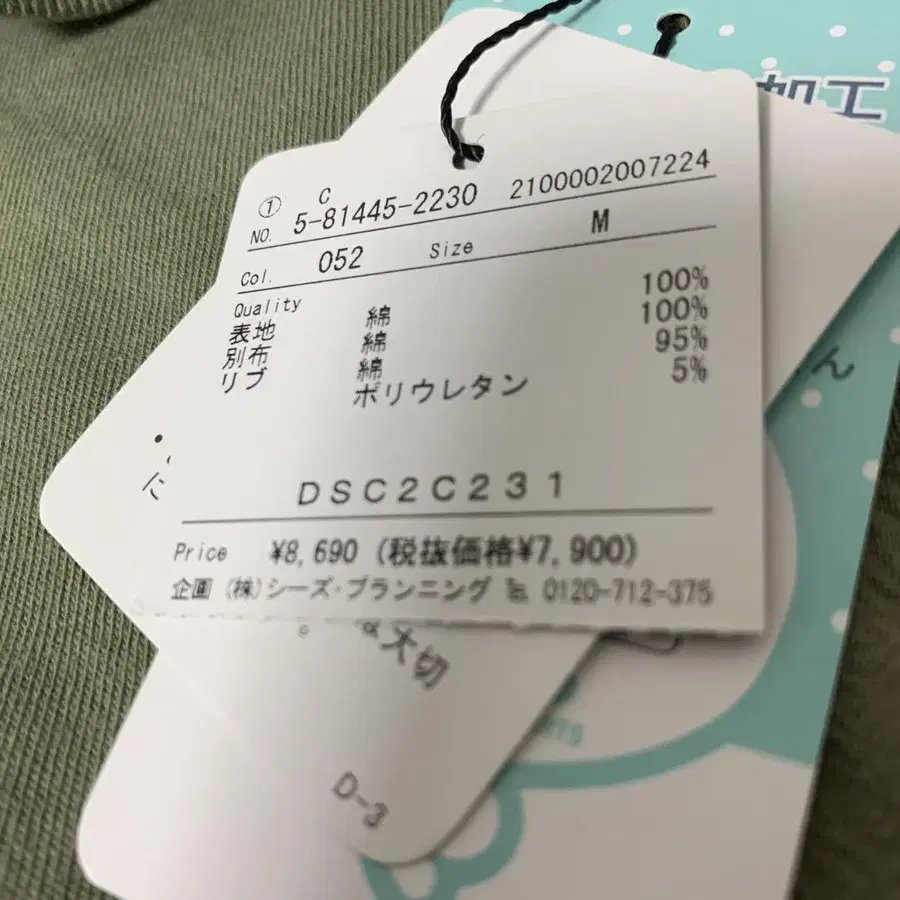 加工
① C
NO. 5-81445-2230 2100002007224
Col. 052 Size M
Quality 100%
表地 綿 100%
別布 綿 95%
リブ 綿 5%
ポリウレタン
DSC2C231
Price ¥8,690 (税抜価格¥7,900)
企画 (株)シーズ・プランニング ℡ 0120-712-375
ん
に
大切
D-3